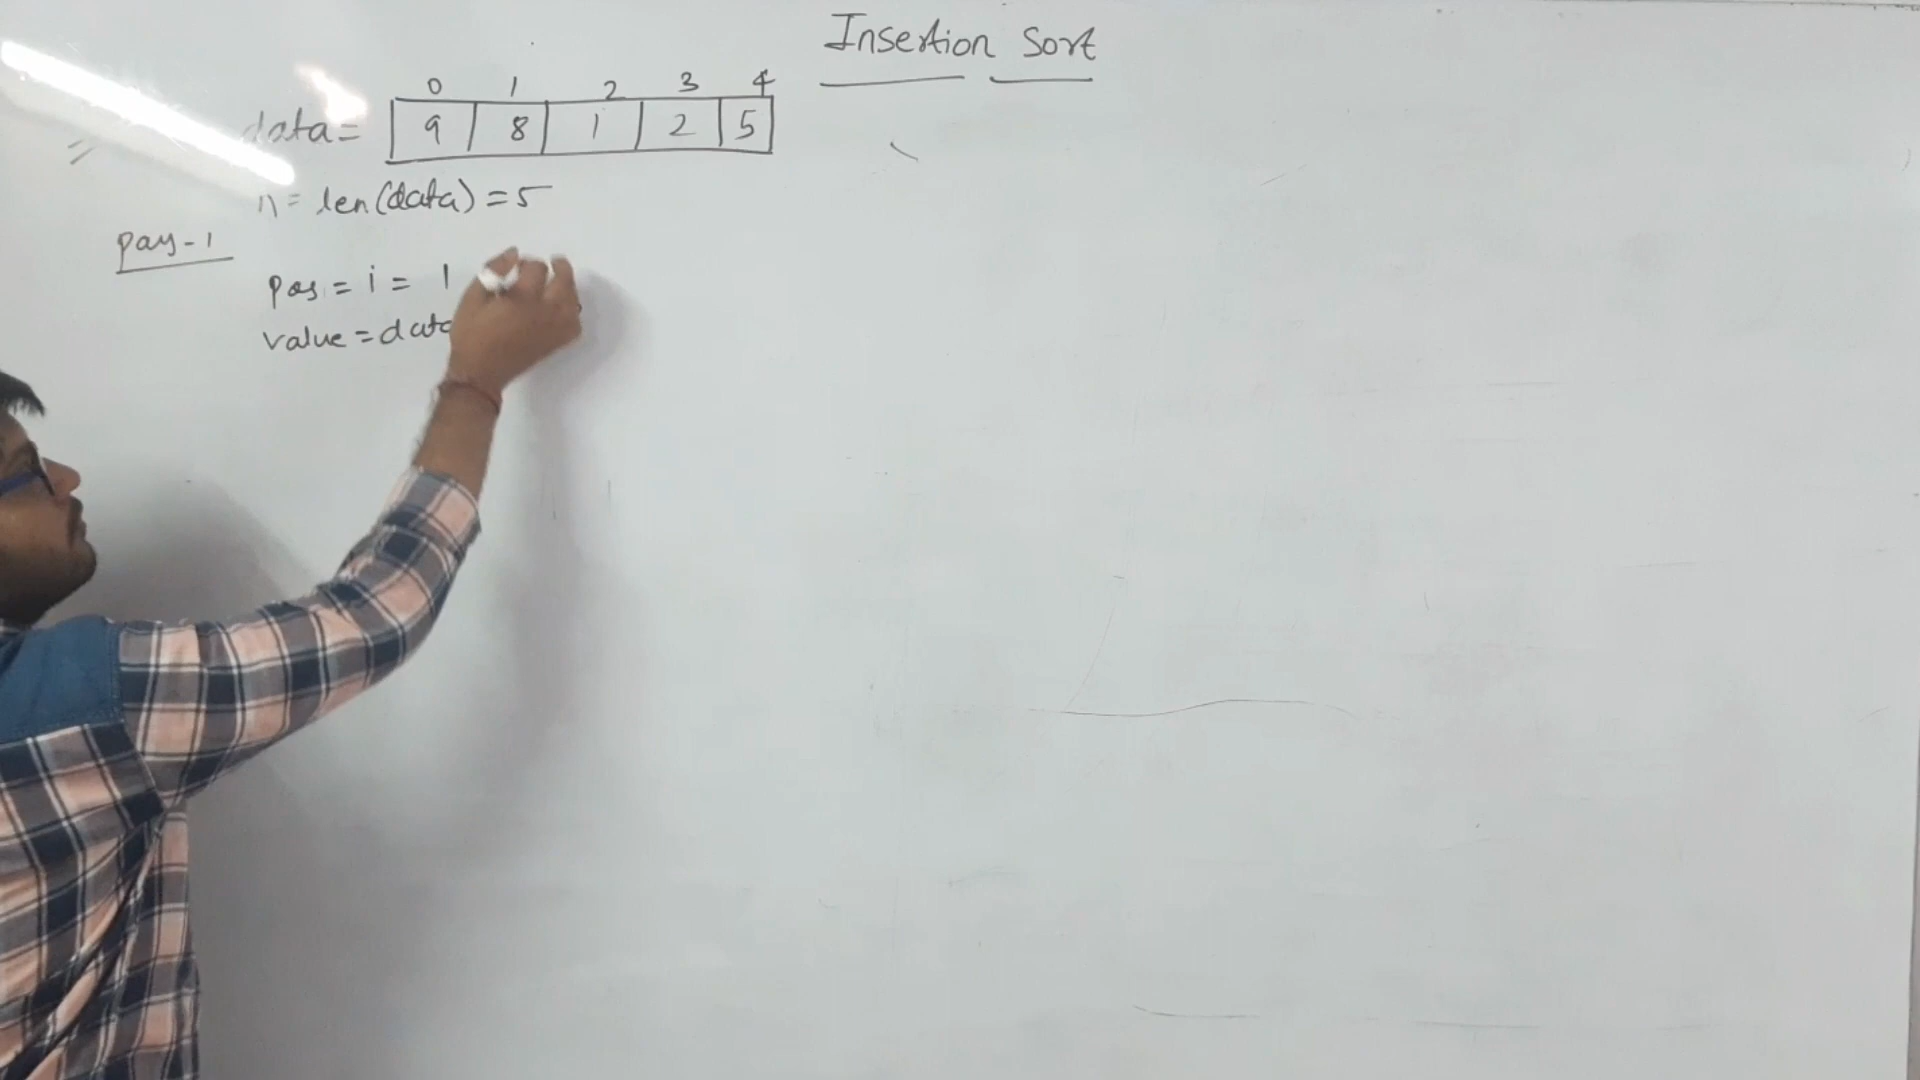 Insertion Sort
0 1 2 3 4
data = 9 8 1 2 5
n = len(data) = 5
pass-1
pos = i = 1
value = data